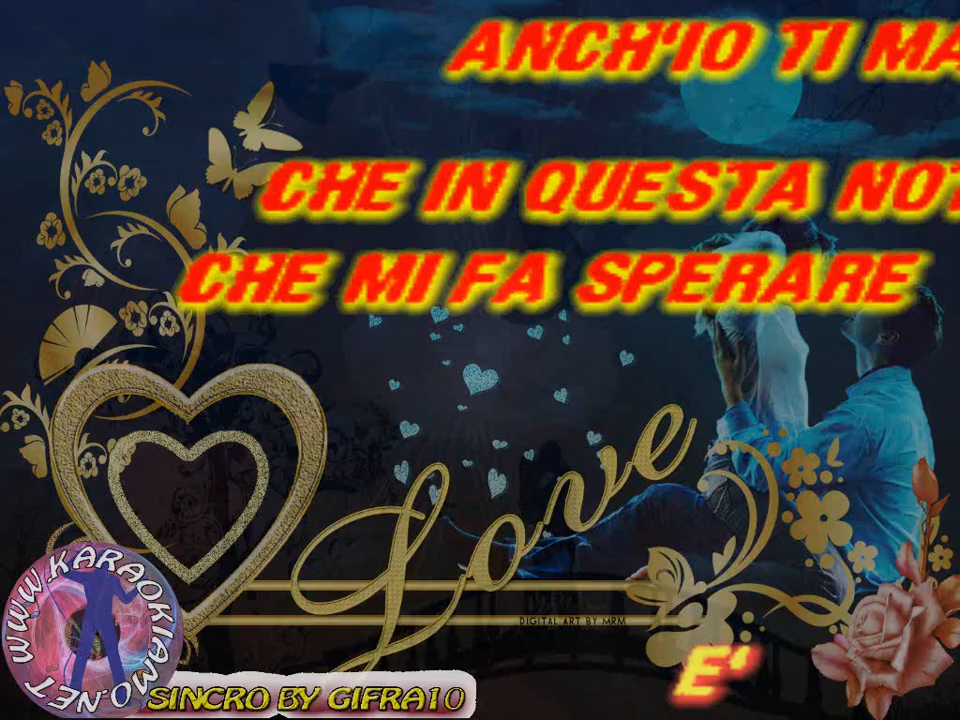 ANCH'IO TI MA
CHE IN QUESTA NOT
CHE MI FA SPERARE
Love
DIGITAL ART BY MRM
E'
WWW.KARAOKIAMO.NET
SINCRO BY GIFRA10